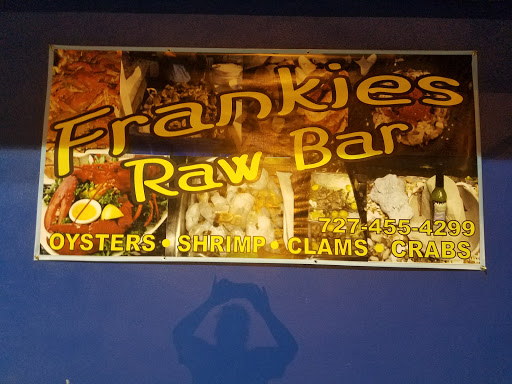 Frankies
Raw Bar
727-455-4299
OYSTERS • SHRIMP • CLAMS • CRABS